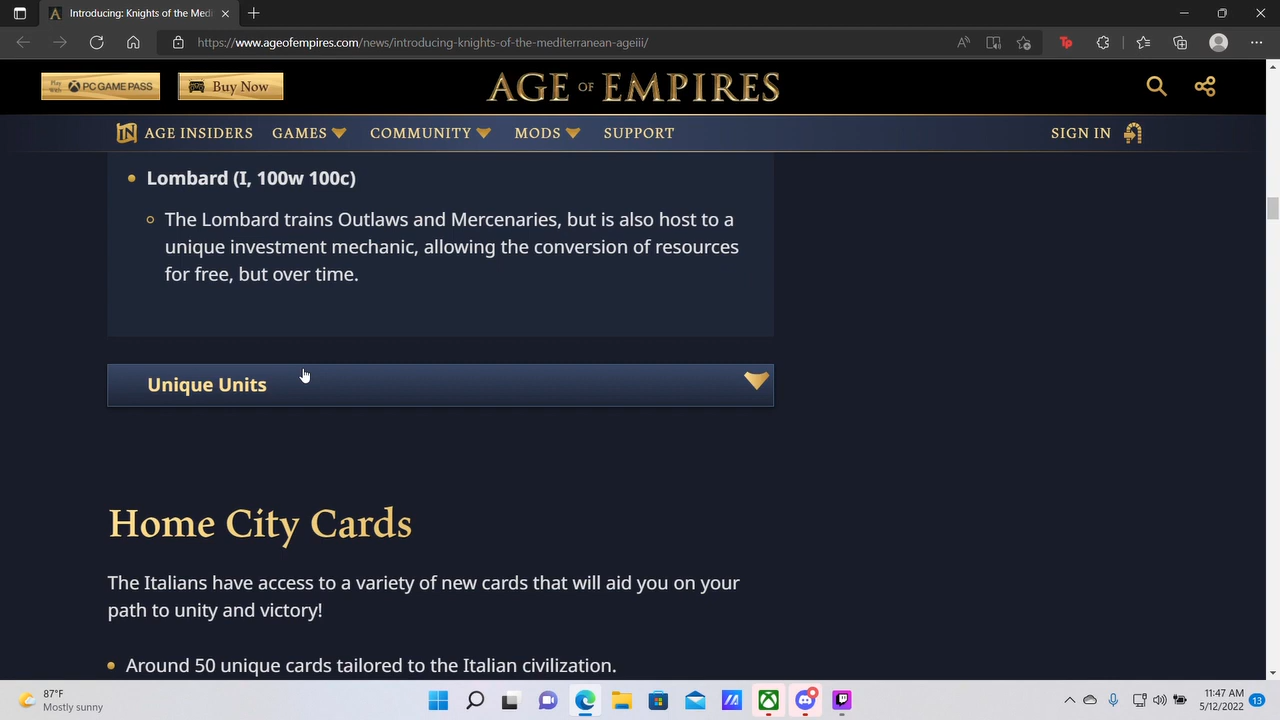 Introducing: Knights of the Medi
https://www.ageofempires.com/news/introducing-knights-of-the-mediterranean-ageiii/
Play With PC GAME PASS
Buy Now
AGE OF EMPIRES
AGE INSIDERS GAMES COMMUNITY MODS SUPPORT SIGN IN
Lombard (I, 100w 100c)
The Lombard trains Outlaws and Mercenaries, but is also host to a
unique investment mechanic, allowing the conversion of resources
for free, but over time.
Unique Units
Home City Cards
The Italians have access to a variety of new cards that will aid you on your
path to unity and victory!
Around 50 unique cards tailored to the Italian civilization.
87°F
Mostly sunny
11:47 AM
5/12/2022
13